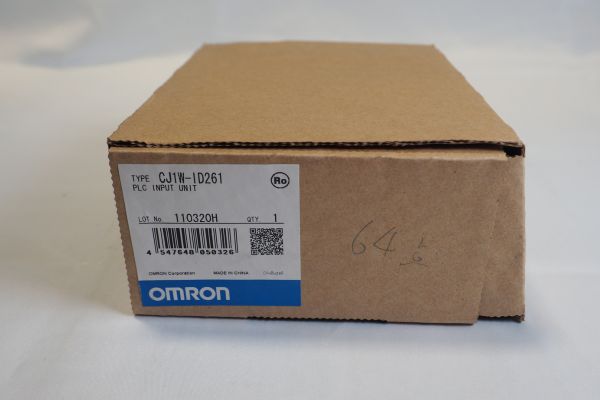 TYPE CJ1W-ID261
PLC INPUT UNIT
Ro
LOT No. 110320H QTY. 1
4 547648 050326
OMRON Corporation MADE IN CHINA
OMRON
64